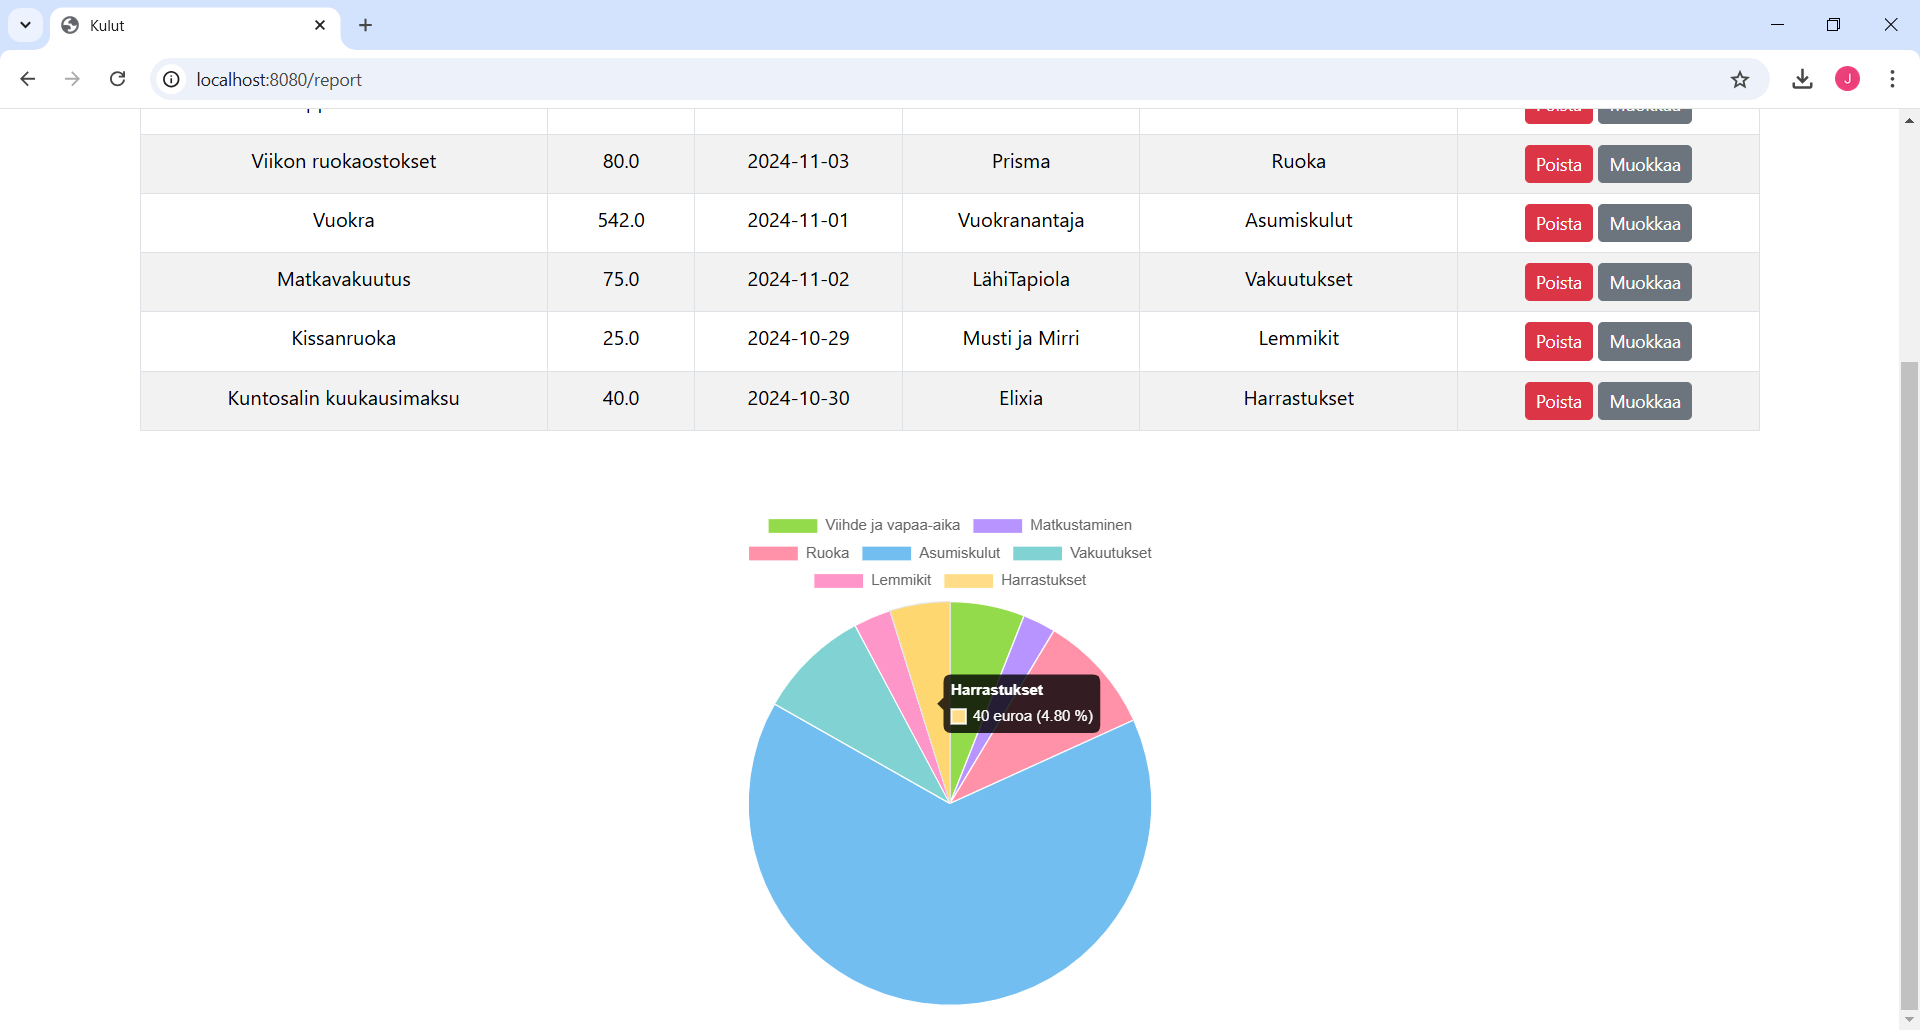 Kulut
localhost:8080/report
Viikon ruokaostokset 80.0 2024-11-03 Prisma Ruoka Poista Muokkaa
Vuokra 542.0 2024-11-01 Vuokranantaja Asumiskulut Poista Muokkaa
Matkavakuutus 75.0 2024-11-02 LähiTapiola Vakuutukset Poista Muokkaa
Kissanruoka 25.0 2024-10-29 Musti ja Mirri Lemmikit Poista Muokkaa
Kuntosalin kuukausimaksu 40.0 2024-10-30 Elixia Harrastukset Poista Muokkaa
Viihde ja vapaa-aika Matkustaminen
Ruoka Asumiskulut Vakuutukset
Lemmikit Harrastukset
Harrastukset
40 euroa (4.80 %)
J